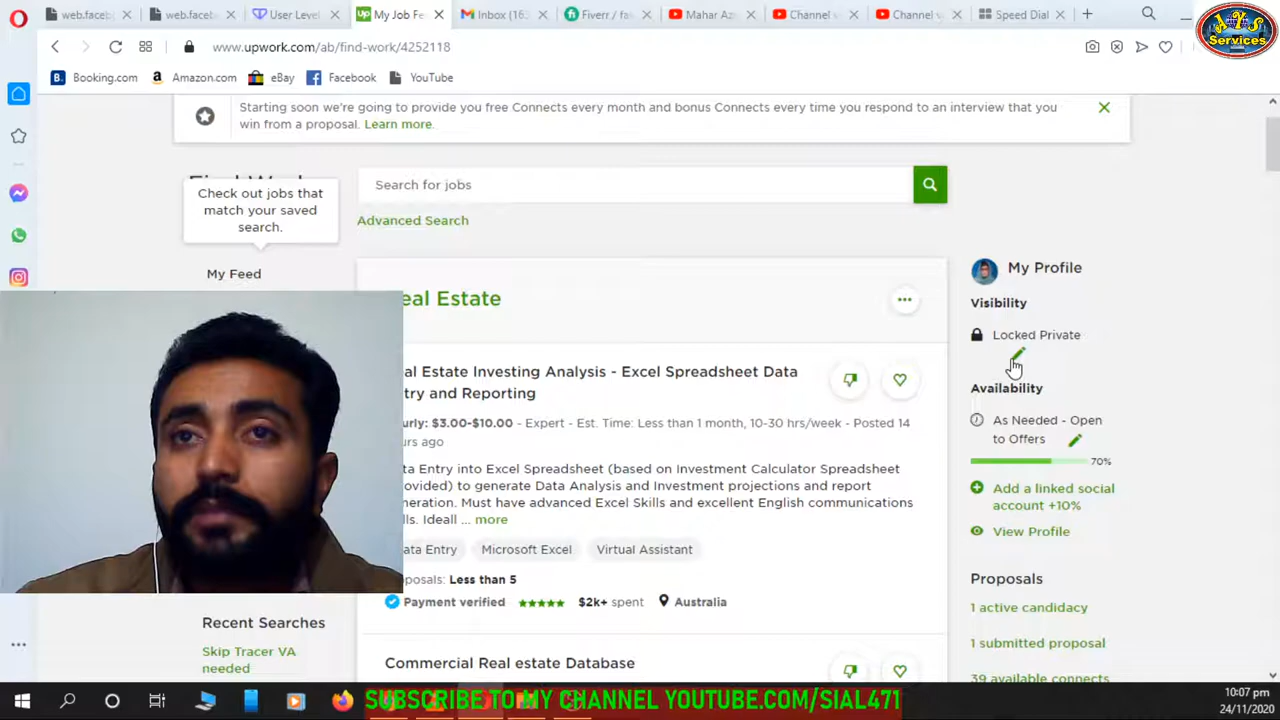 web.faceb
web.faceb
User Level
My Job Fe
Inbox (16
Fiverr / fa
Mahar Az
Channel v
Channel v
Speed Dial
AYS
Services
www.upwork.com/ab/find-work/4252118
Booking.com
Amazon.com
eBay
Facebook
YouTube
Starting soon we're going to provide you free Connects every month and bonus Connects every time you respond to an interview that you
win from a proposal. Learn more.
Check out jobs that
match your saved
search.
My Feed
Search for jobs
Advanced Search
eal Estate
al Estate Investing Analysis - Excel Spreadsheet Data
try and Reporting
urly: $3.00-$10.00 - Expert - Est. Time: Less than 1 month, 10-30 hrs/week - Posted 14
urs ago
ta Entry into Excel Spreadsheet (based on Investment Calculator Spreadsheet
ovided) to generate Data Analysis and Investment projections and report
neration. Must have advanced Excel Skills and excellent English communications
lls. Ideall ... more
ata Entry
Microsoft Excel
Virtual Assistant
posals: Less than 5
Payment verified
$2k+ spent
Australia
Commercial Real estate Database
My Profile
Visibility
Locked Private
Availability
As Needed - Open
to Offers
70%
Add a linked social
account +10%
View Profile
Proposals
1 active candidacy
1 submitted proposal
39 available connects
Recent Searches
Skip Tracer VA
needed
SUBSCRIBE TO MY CHANNEL YOUTUBE.COM/SIAL471
10:07 pm
24/11/2020